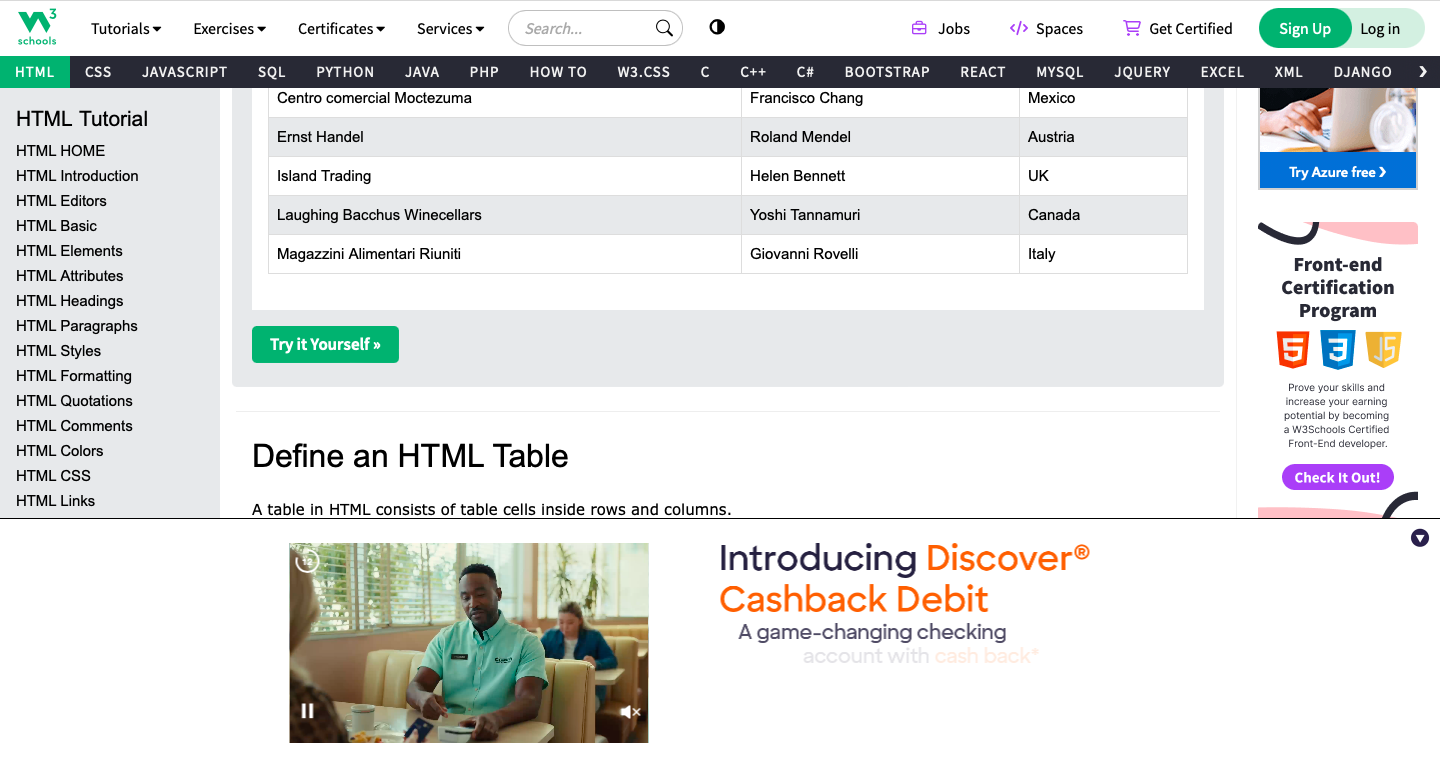 W3 schools
Tutorials Exercises Certificates Services Search... Jobs Spaces Get Certified Sign Up Log in
HTML CSS JAVASCRIPT SQL PYTHON JAVA PHP HOW TO W3.CSS C C++ C# BOOTSTRAP REACT MYSQL JQUERY EXCEL XML DJANGO
HTML Tutorial
HTML HOME
HTML Introduction
HTML Editors
HTML Basic
HTML Elements
HTML Attributes
HTML Headings
HTML Paragraphs
HTML Styles
HTML Formatting
HTML Quotations
HTML Comments
HTML Colors
HTML CSS
HTML Links
Centro comercial Moctezuma Francisco Chang Mexico
Ernst Handel Roland Mendel Austria
Island Trading Helen Bennett UK
Laughing Bacchus Winecellars Yoshi Tannamuri Canada
Magazzini Alimentari Riuniti Giovanni Rovelli Italy
Try it Yourself »
Define an HTML Table
A table in HTML consists of table cells inside rows and columns.
Try Azure free ❯
Front-end
Certification
Program
5 3 JS
Prove your skills and
increase your earning
potential by becoming
a W3Schools Certified
Front-End developer.
Check It Out!
Introducing Discover®
Cashback Debit
A game-changing checking
account with cash back*